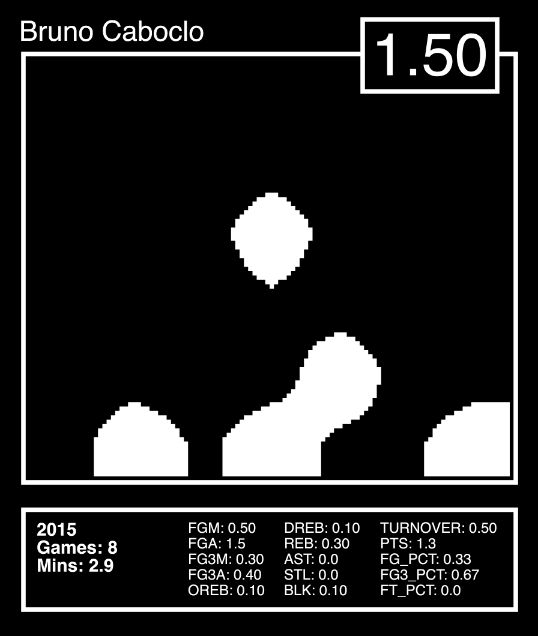 Bruno Caboclo
1.50
2015
Games: 8
Mins: 2.9
FGM: 0.50
FGA: 1.5
FG3M: 0.30
FG3A: 0.40
OREB: 0.10
DREB: 0.10
REB: 0.30
AST: 0.0
STL: 0.0
BLK: 0.10
TURNOVER: 0.50
PTS: 1.3
FG_PCT: 0.33
FG3_PCT: 0.67
FT_PCT: 0.0